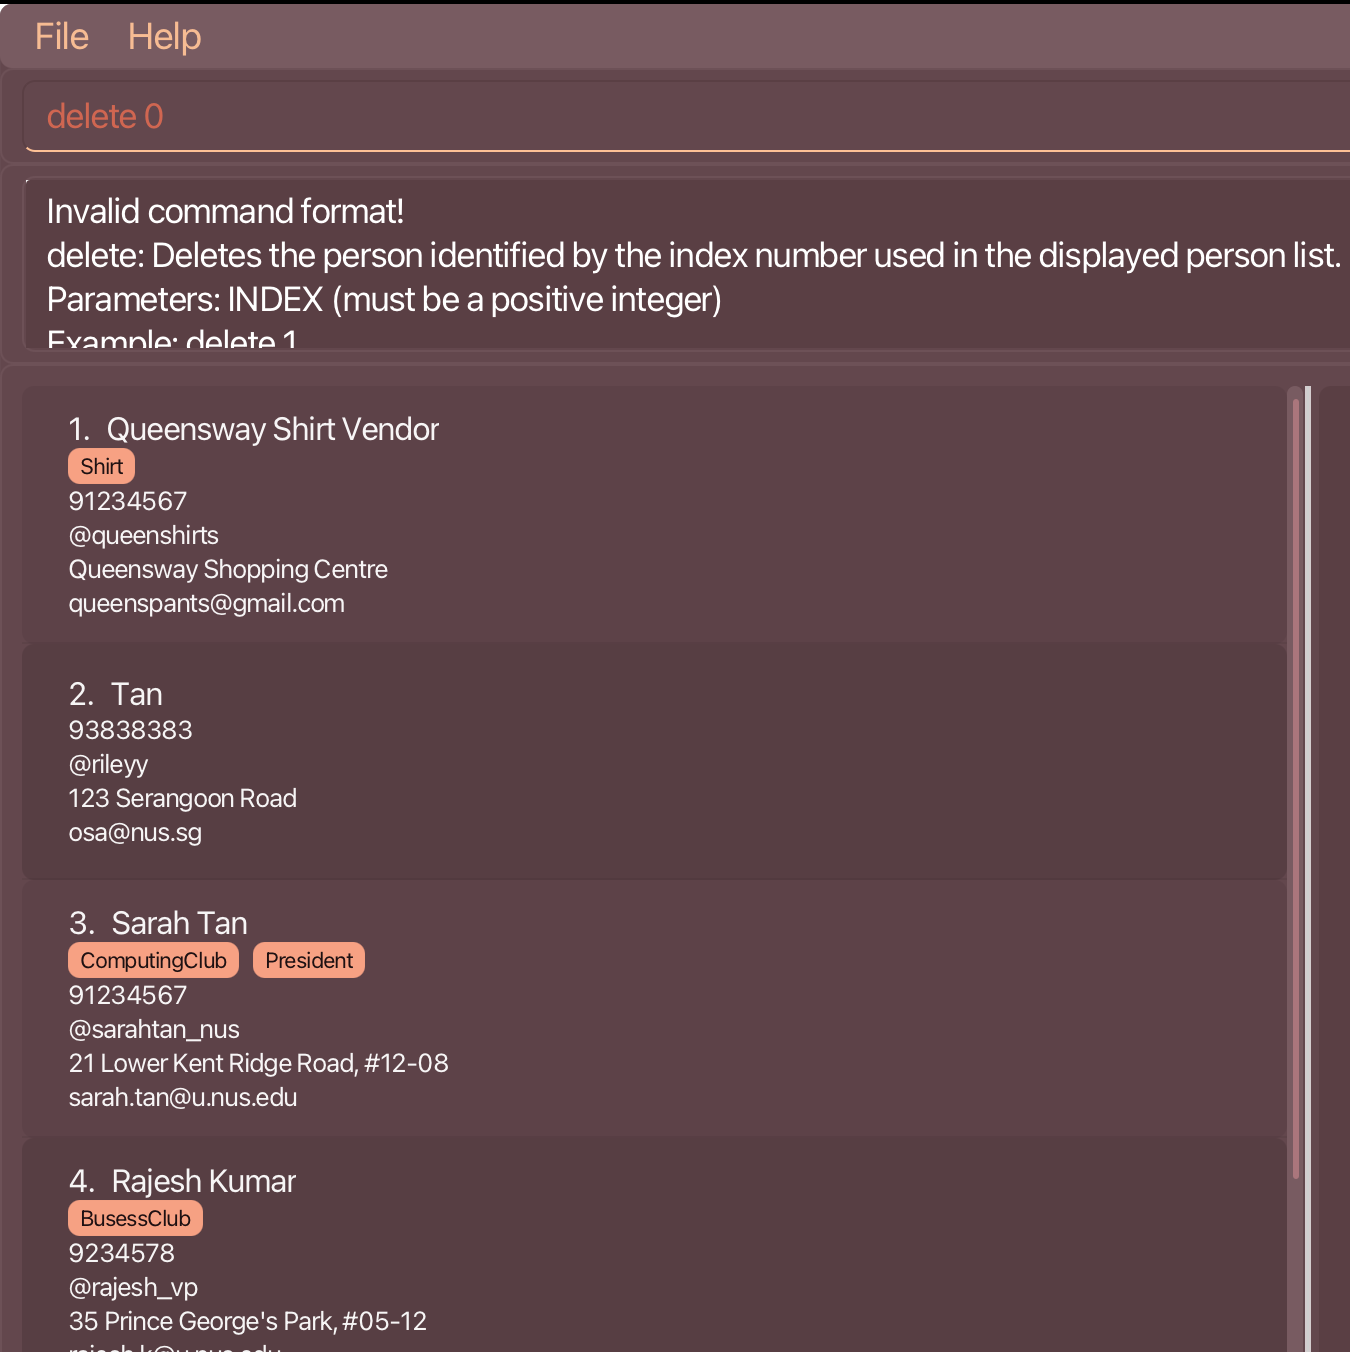 File Help
delete 0
Invalid command format!
delete: Deletes the person identified by the index number used in the displayed person list.
Parameters: INDEX (must be a positive integer)
Example: delete 1
1. Queensway Shirt Vendor
Shirt
91234567
@queenshirts
Queensway Shopping Centre
queenspants@gmail.com
2. Tan
93838383
@rileyy
123 Serangoon Road
osa@nus.sg
3. Sarah Tan
ComputingClub President
91234567
@sarahtan_nus
21 Lower Kent Ridge Road, #12-08
sarah.tan@u.nus.edu
4. Rajesh Kumar
BusessClub
9234578
@rajesh_vp
35 Prince George's Park, #05-12
rajesh.k@u.nus.edu